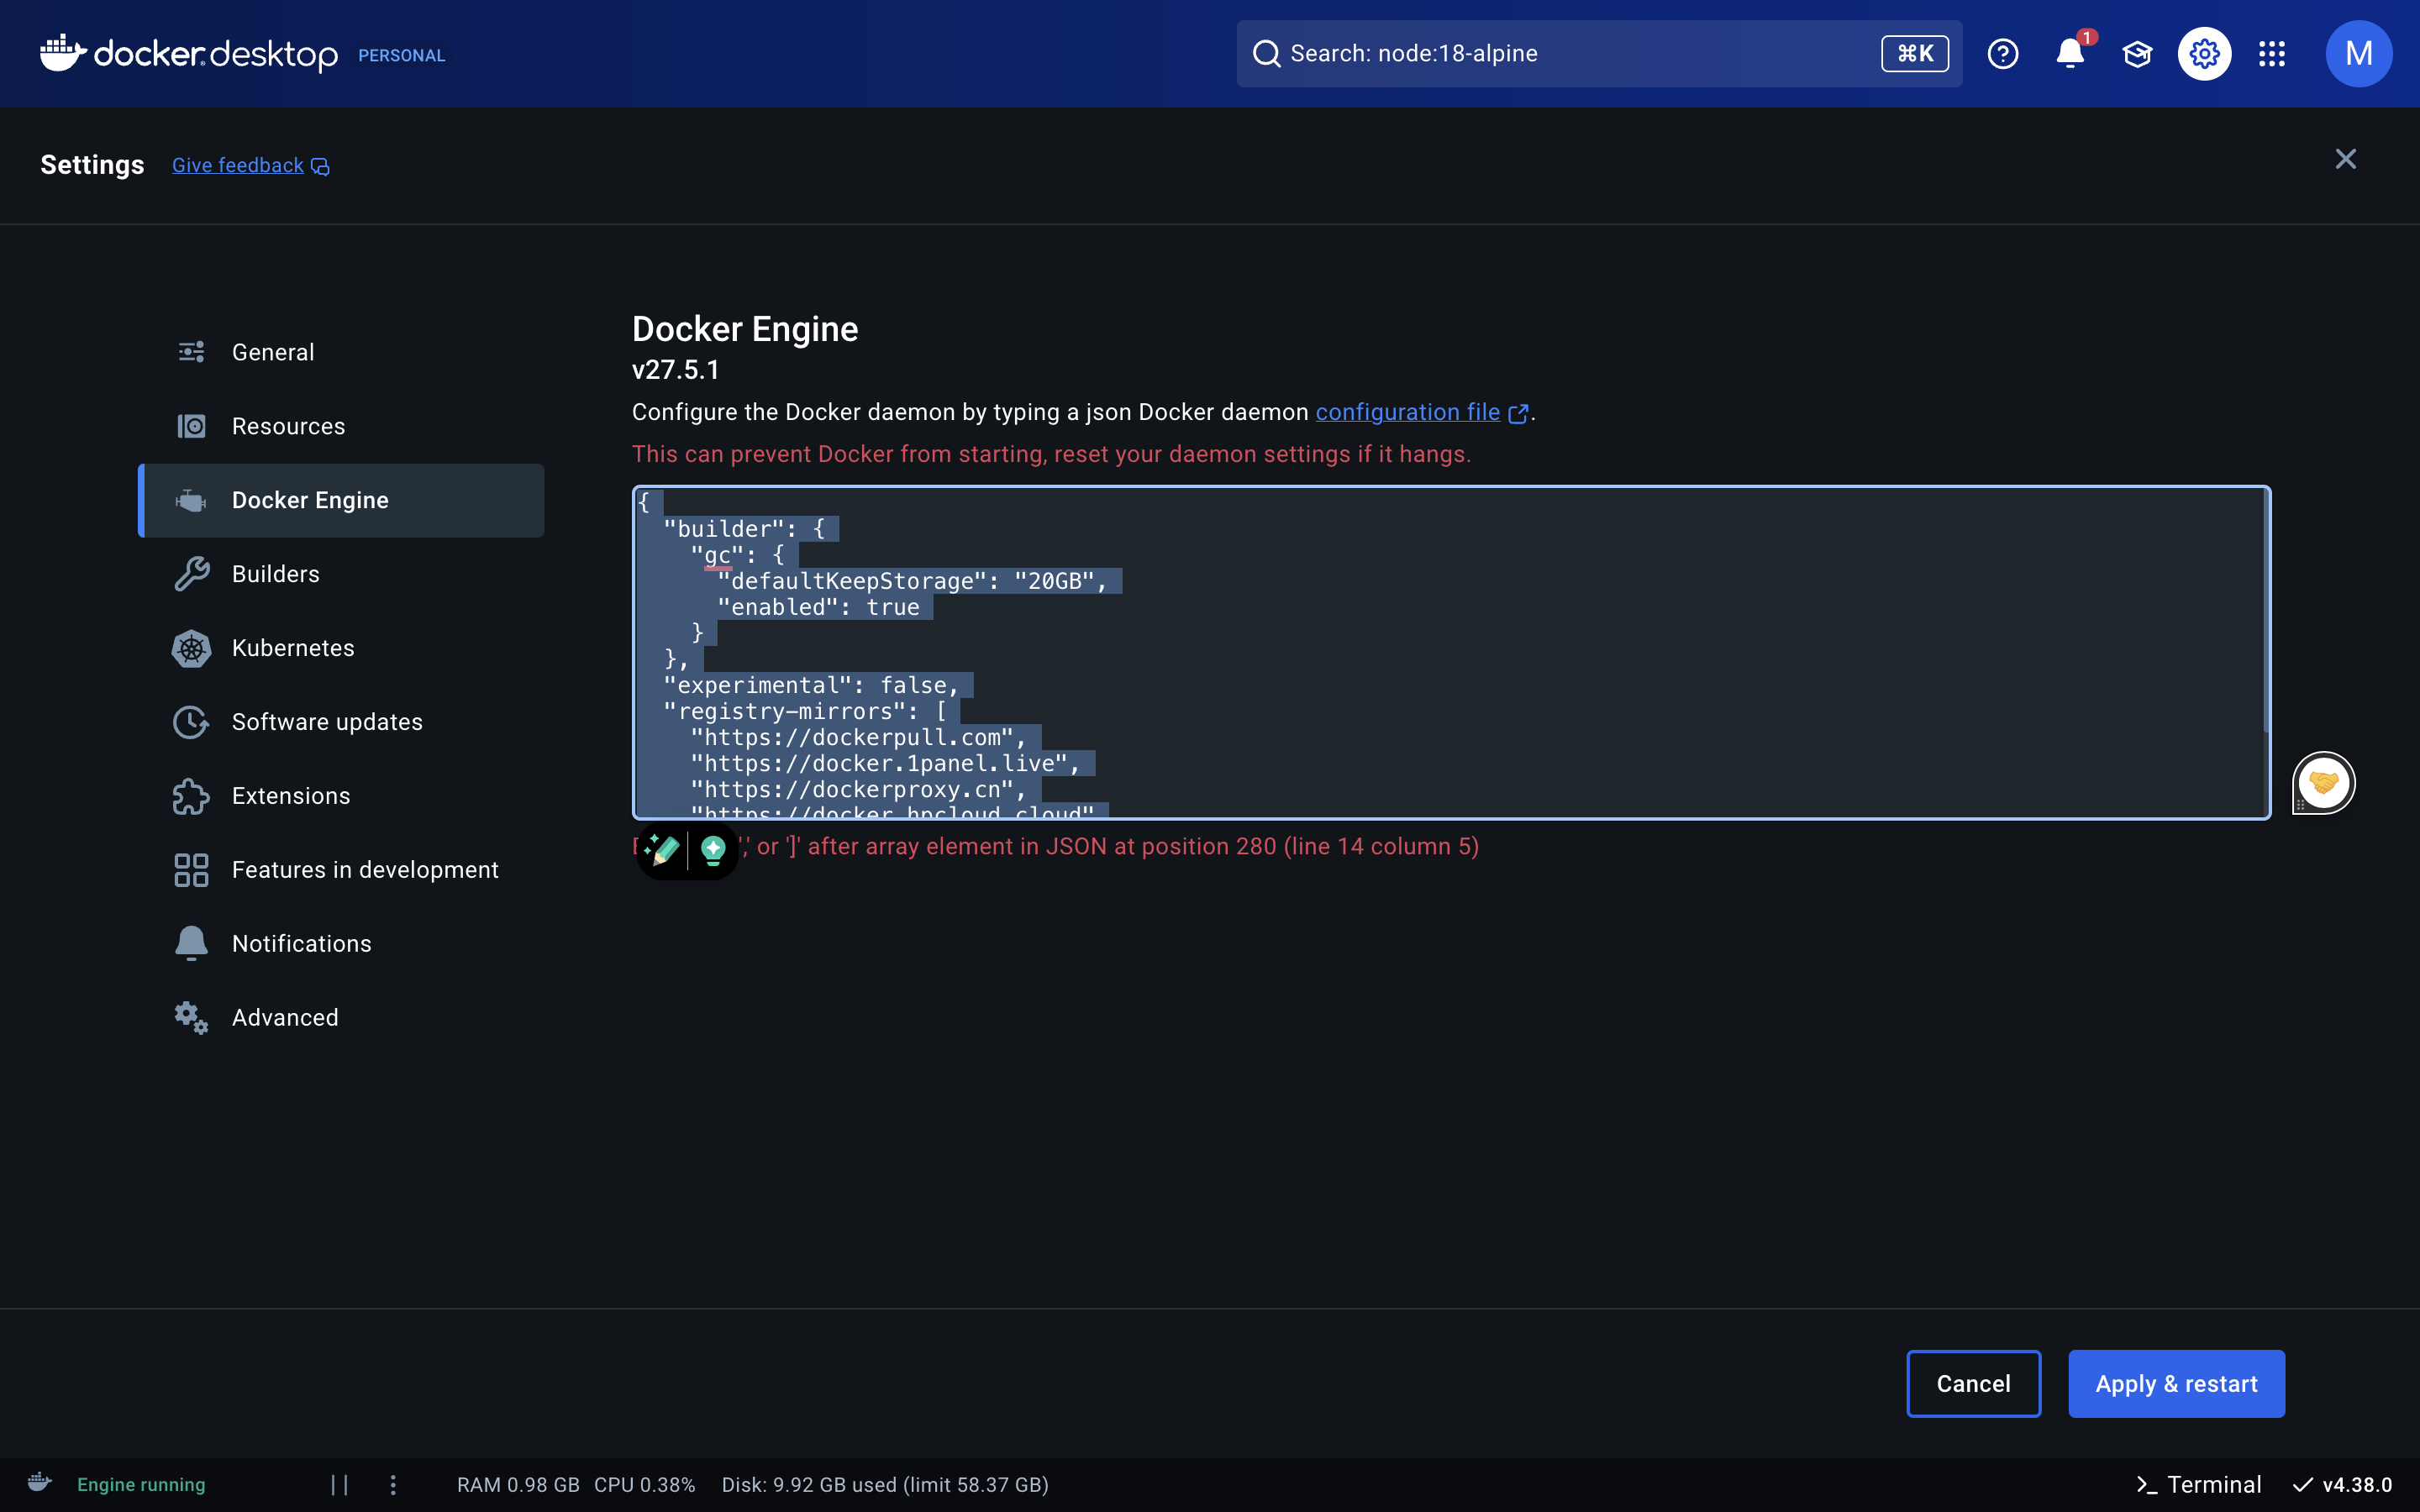 docker.desktop PERSONAL
Search: node:18-alpine
⌘K
1
M
Settings
Give feedback
General
Resources
Docker Engine
Builders
Kubernetes
Software updates
Extensions
Features in development
Notifications
Advanced
Docker Engine
v27.5.1
Configure the Docker daemon by typing a json Docker daemon configuration file.
This can prevent Docker from starting, reset your daemon settings if it hangs.
{
  "builder": {
    "gc": {
      "defaultKeepStorage": "20GB",
      "enabled": true
    }
  },
  "experimental": false,
  "registry-mirrors": [
    "https://dockerpull.com",
    "https://docker.1panel.live",
    "https://dockerproxy.cn",
    "https://docker.hpcloud.cloud"
',' or ']' after array element in JSON at position 280 (line 14 column 5)
Cancel
Apply & restart
Engine running
RAM 0.98 GB CPU 0.38% Disk: 9.92 GB used (limit 58.37 GB)
>_ Terminal
v4.38.0